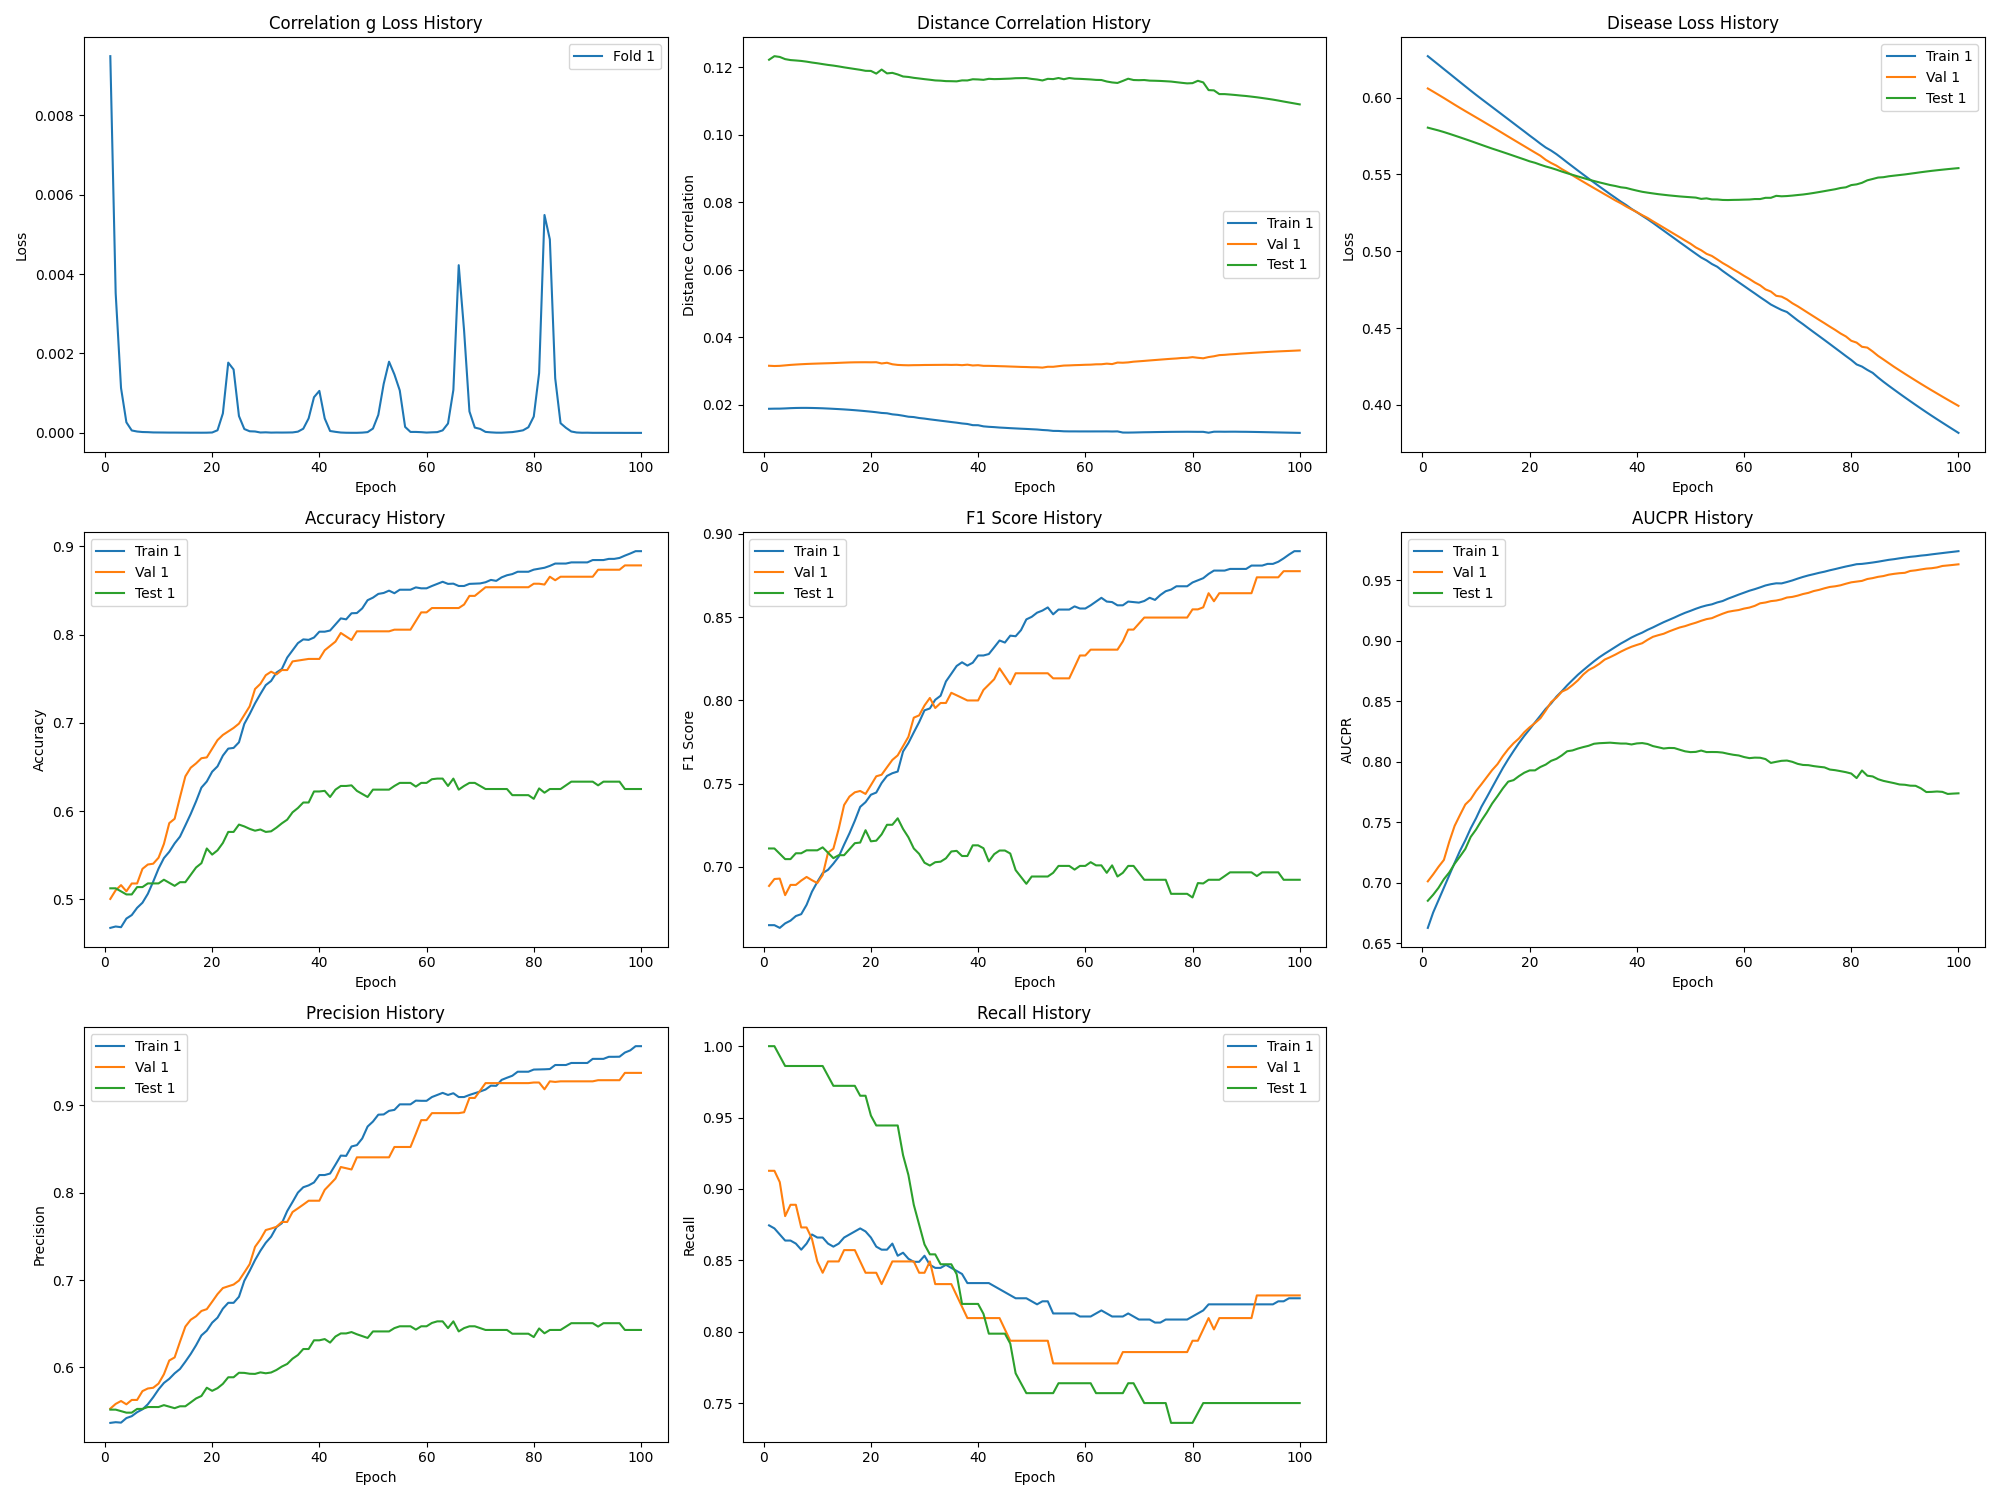 Correlation g Loss History
Fold 1
Loss
0.008
0.006
0.004
0.002
0.000
0 20 40 60 80 100
Epoch
Distance Correlation History
Train 1
Val 1
Test 1
Distance Correlation
0.12
0.10
0.08
0.06
0.04
0.02
0 20 40 60 80 100
Epoch
Disease Loss History
Train 1
Val 1
Test 1
Loss
0.60
0.55
0.50
0.45
0.40
0 20 40 60 80 100
Epoch
Accuracy History
Train 1
Val 1
Test 1
Accuracy
0.9
0.8
0.7
0.6
0.5
0 20 40 60 80 100
Epoch
F1 Score History
Train 1
Val 1
Test 1
F1 Score
0.90
0.85
0.80
0.75
0.70
0 20 40 60 80 100
Epoch
AUCPR History
Train 1
Val 1
Test 1
AUCPR
0.95
0.90
0.85
0.80
0.75
0.70
0.65
0 20 40 60 80 100
Epoch
Precision History
Train 1
Val 1
Test 1
Precision
0.9
0.8
0.7
0.6
0 20 40 60 80 100
Epoch
Recall History
Train 1
Val 1
Test 1
Recall
1.00
0.95
0.90
0.85
0.80
0.75
0 20 40 60 80 100
Epoch